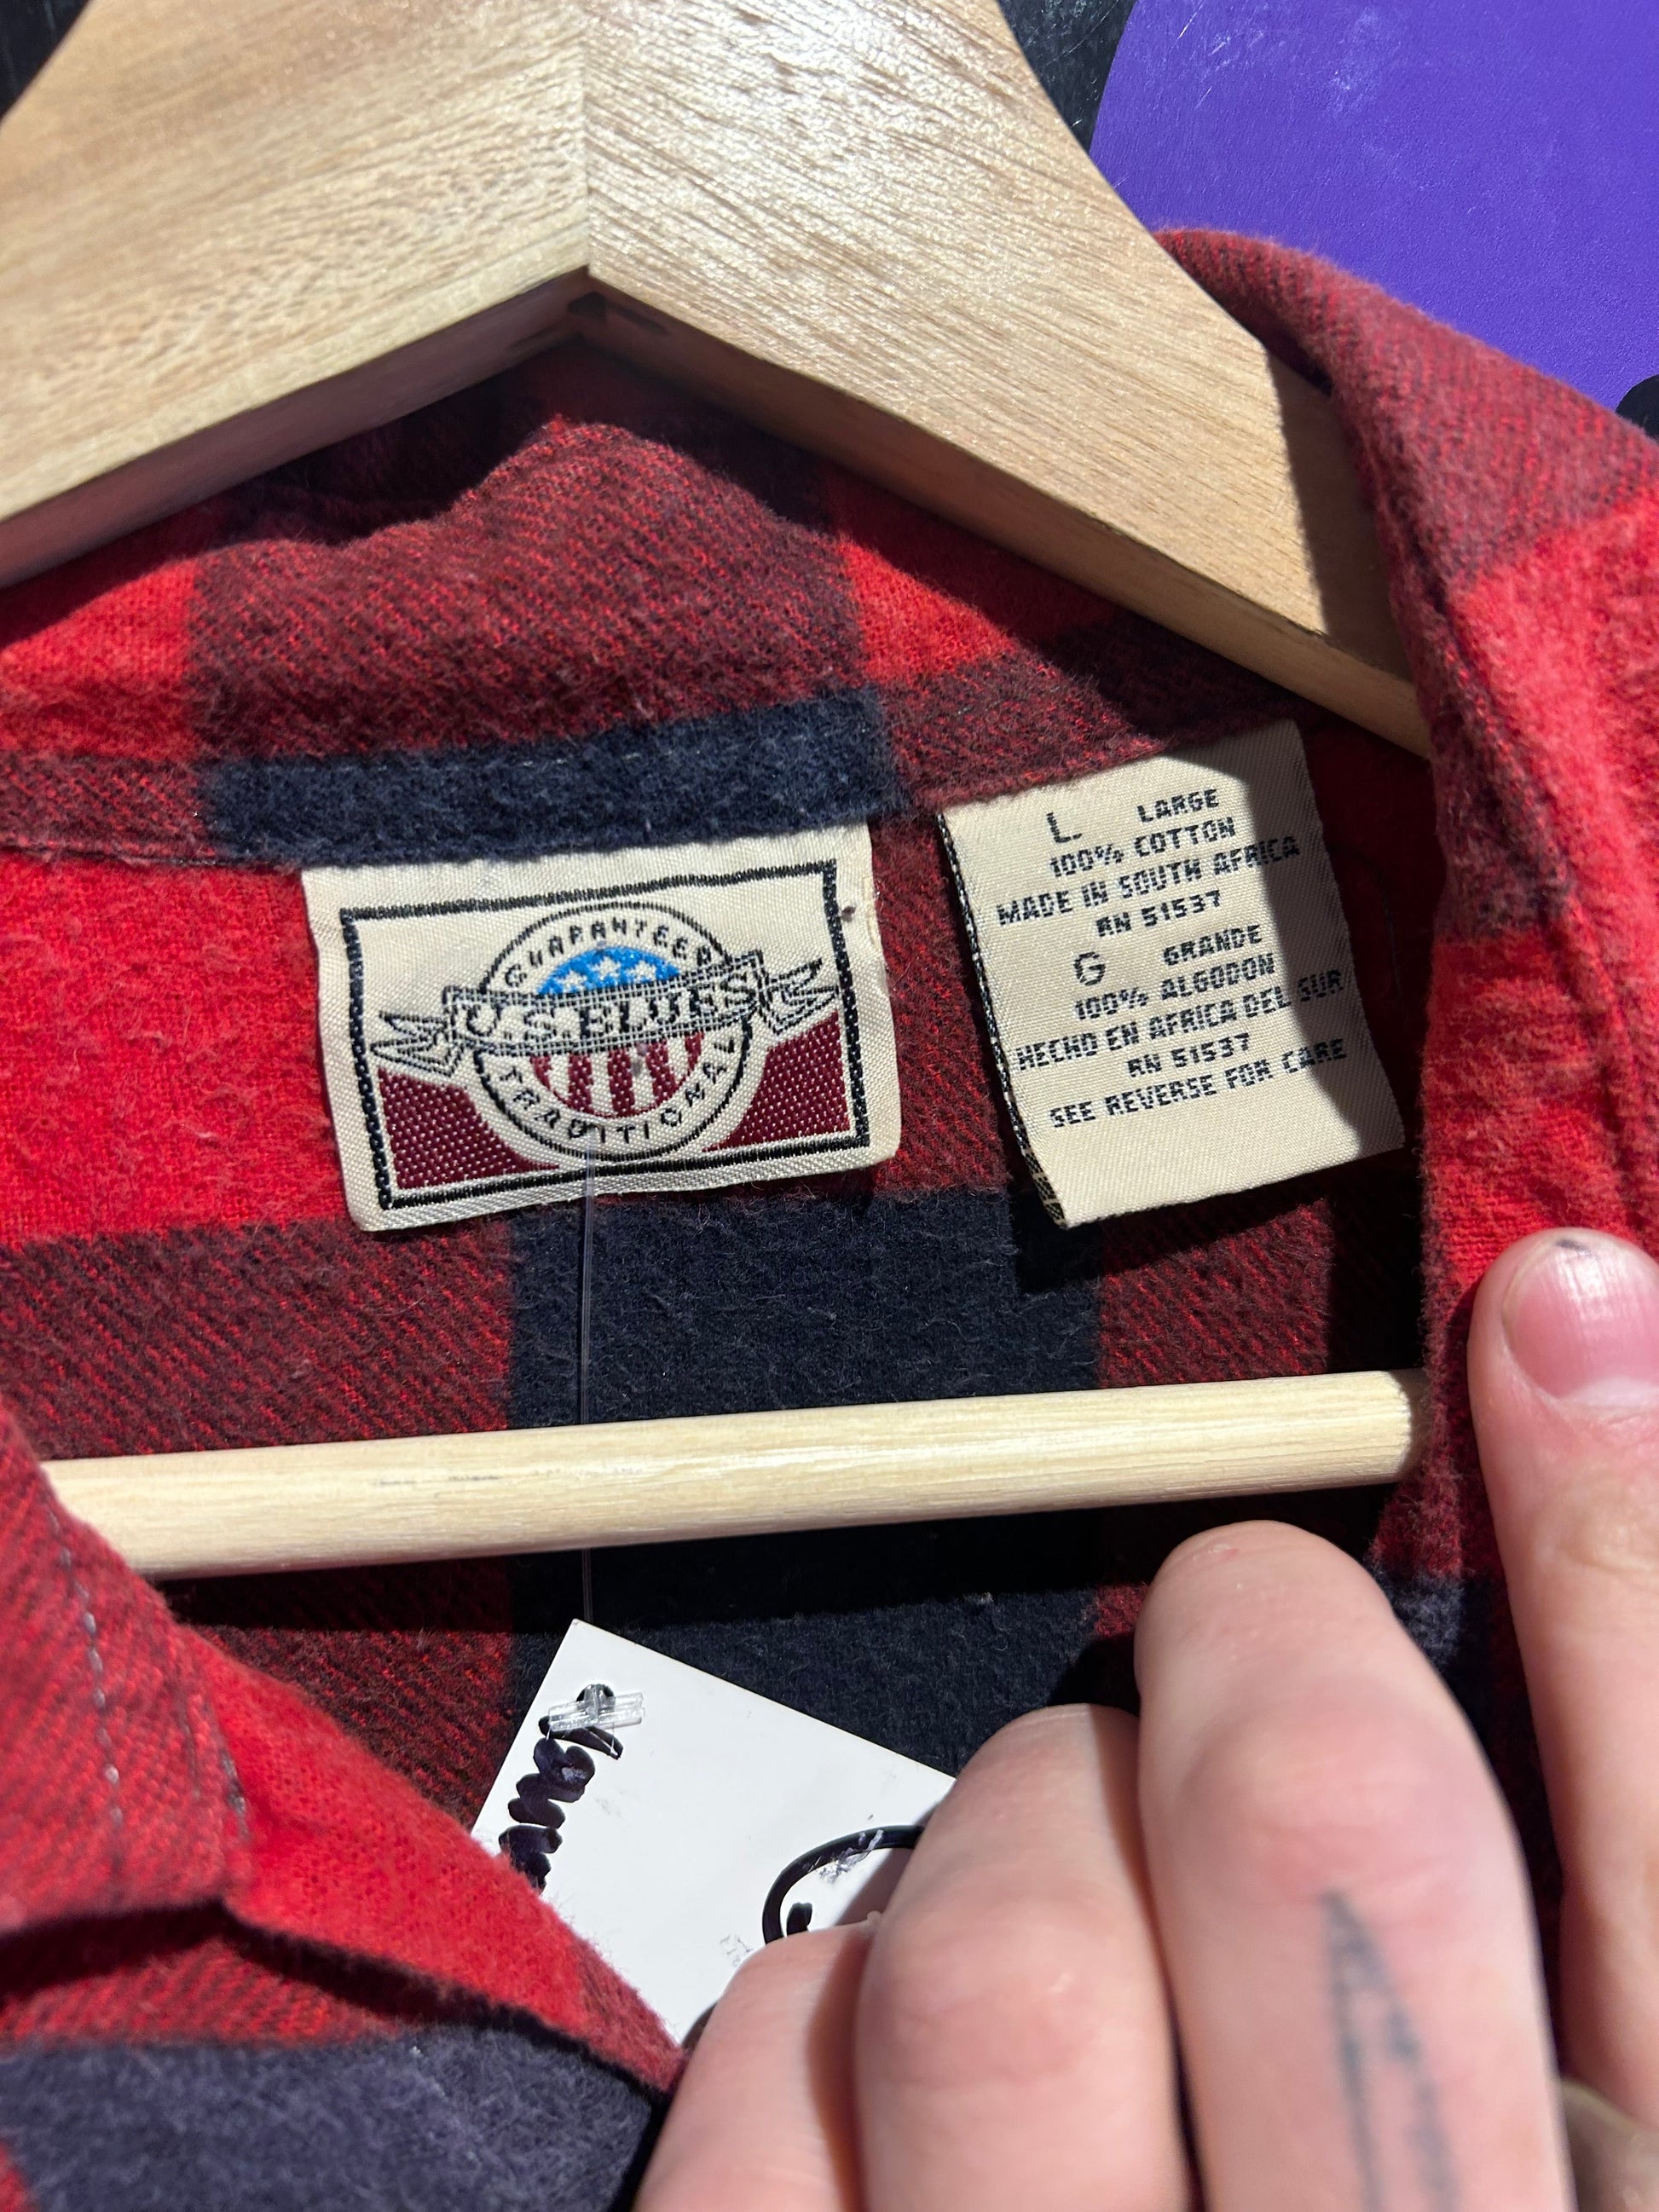 GUARANTEED
U.S. BLUES
TRADITIONAL
L LARGE
100% COTTON
MADE IN SOUTH AFRICA
RN 51537
G GRANDE
100% ALGODON
HECHO EN AFRICA DEL SUR
RN 51537
SEE REVERSE FOR CARE